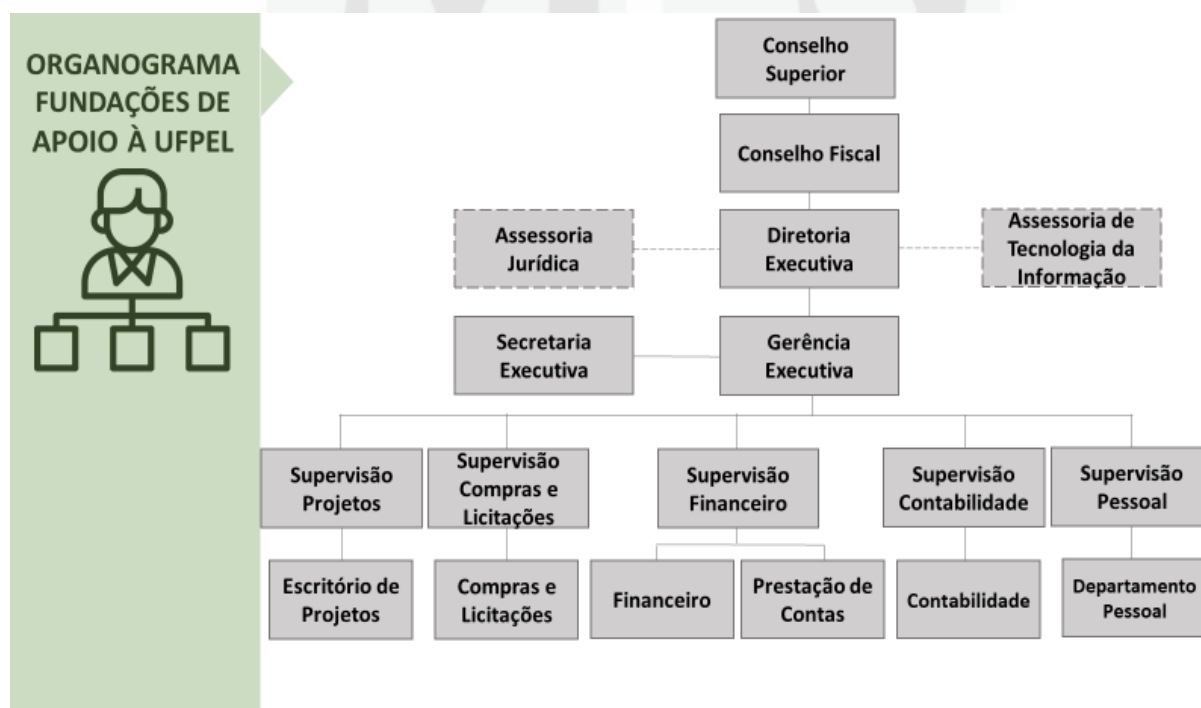 ORGANOGRAMA
FUNDAÇÕES DE
APOIO À UFPEL
Conselho
Superior
Conselho Fiscal
Assessoria
Jurídica
Diretoria
Executiva
Assessoria de
Tecnologia da
Informação
Secretaria
Executiva
Gerência
Executiva
Supervisão
Projetos
Supervisão
Compras e
Licitações
Supervisão
Financeiro
Supervisão
Contabilidade
Supervisão
Pessoal
Escritório de
Projetos
Compras e
Licitações
Financeiro
Prestação de
Contas
Contabilidade
Departamento
Pessoal